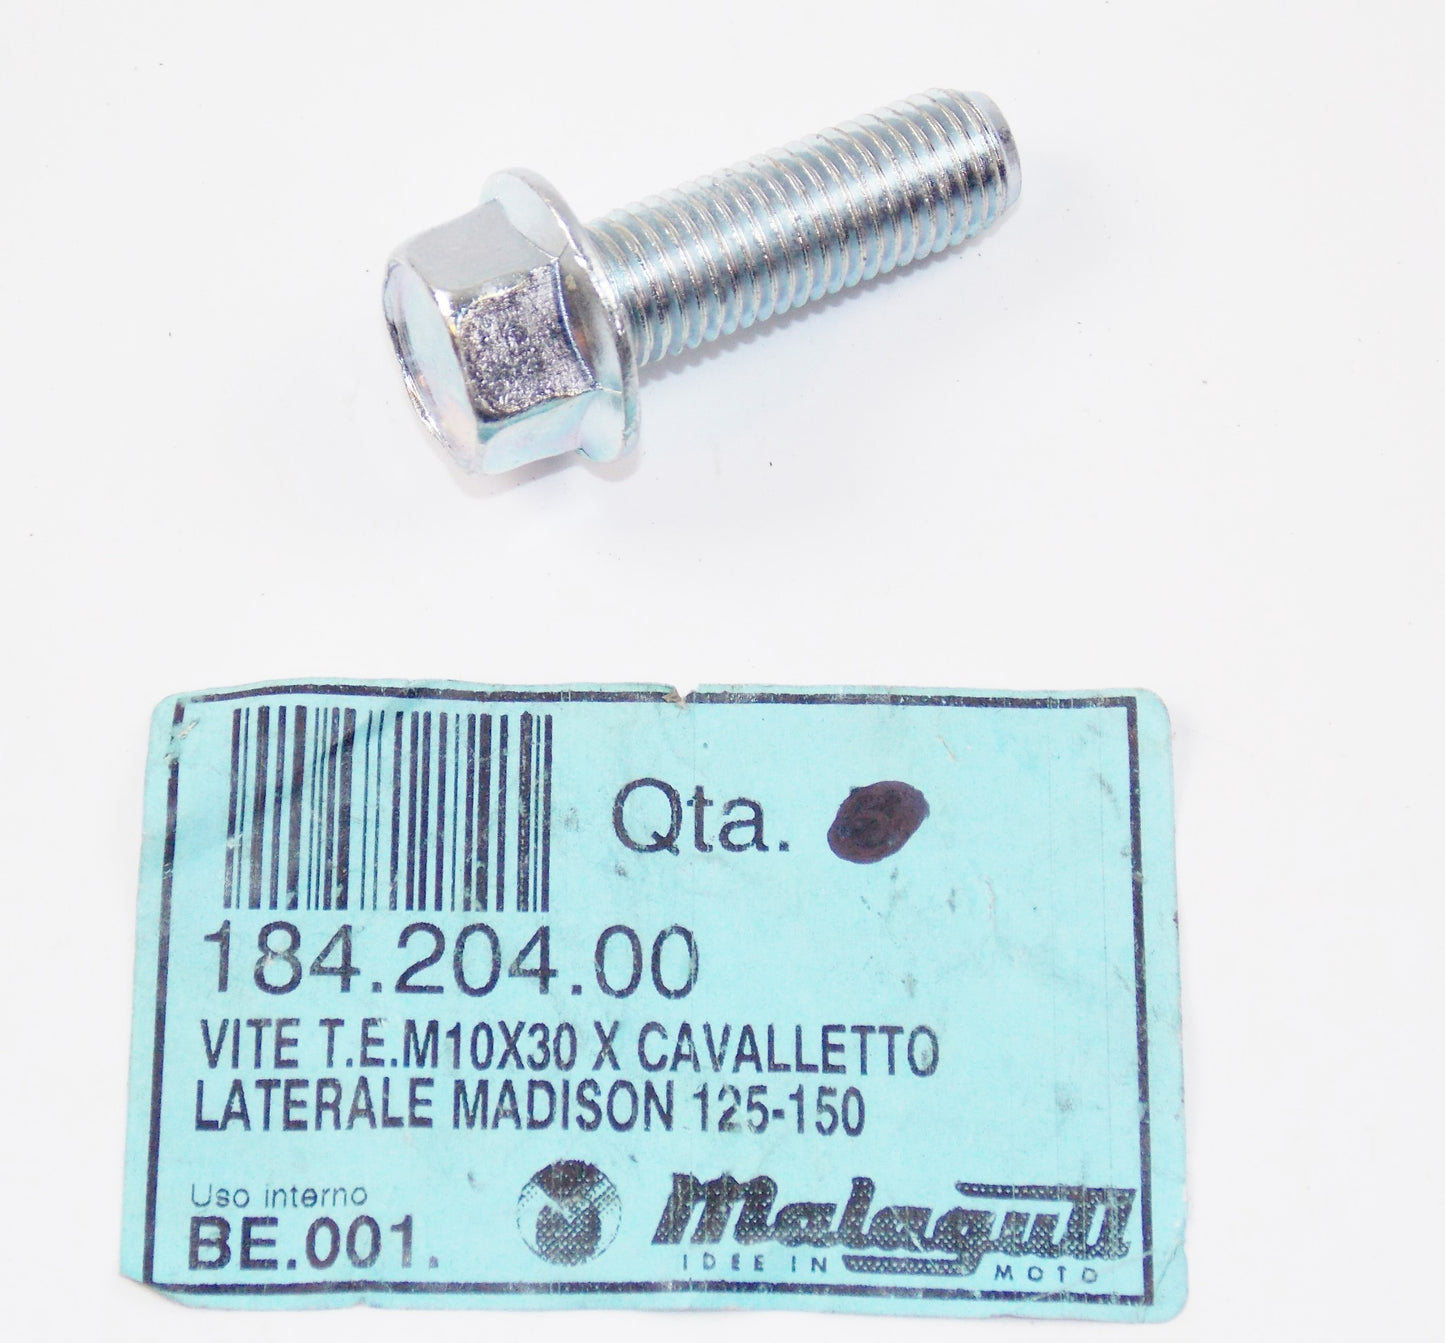 Qta.
184.204.00
VITE T.E.M10X30 X CAVALLETTO
LATERALE MADISON 125-150
Uso interno
BE.001.
Malaguti
IDEE IN MOTO